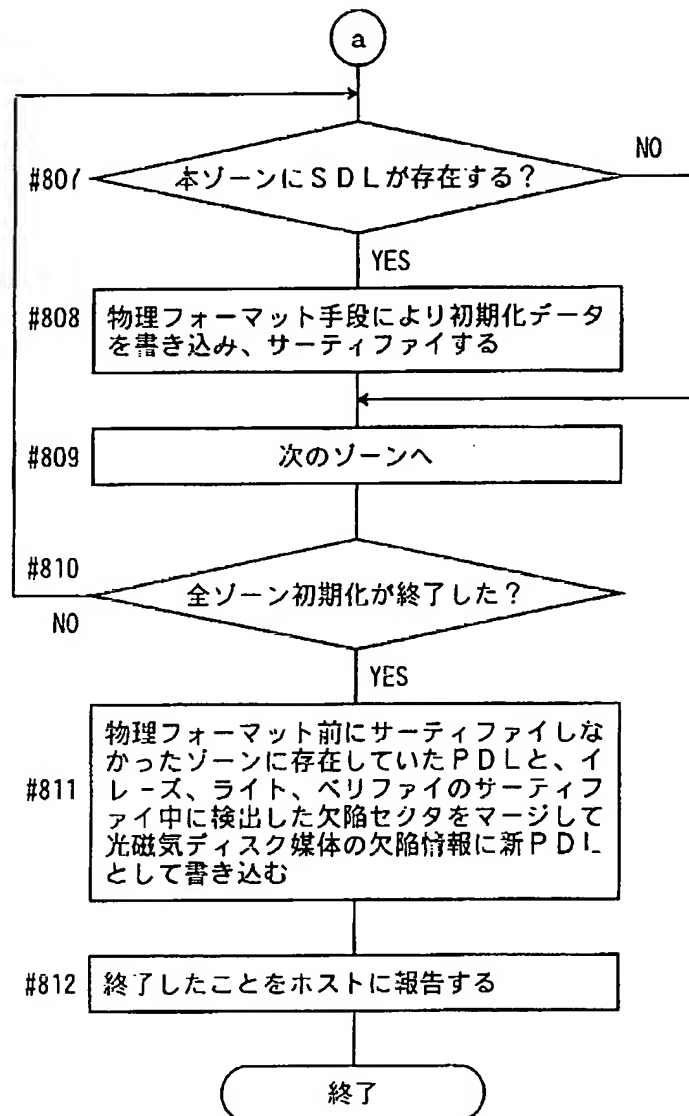 a
NO
#807
本ゾーンにSDLが存在する?
YES
#808
物理フォーマット手段により初期化データ
を書き込み、サーティファイする
#809
次のゾーンへ
#810
全ゾーン初期化が終了した?
NO
YES
#811
物理フォーマット前にサーティファイしな
かったゾーンに存在していたPDLと、イ
レーズ、ライト、ベリファイのサーティフ
ァイ中に検出した欠陥セクタをマージして
光磁気ディスク媒体の欠陥情報に新PDL
として書き込む
#812
終了したことをホストに報告する
終了